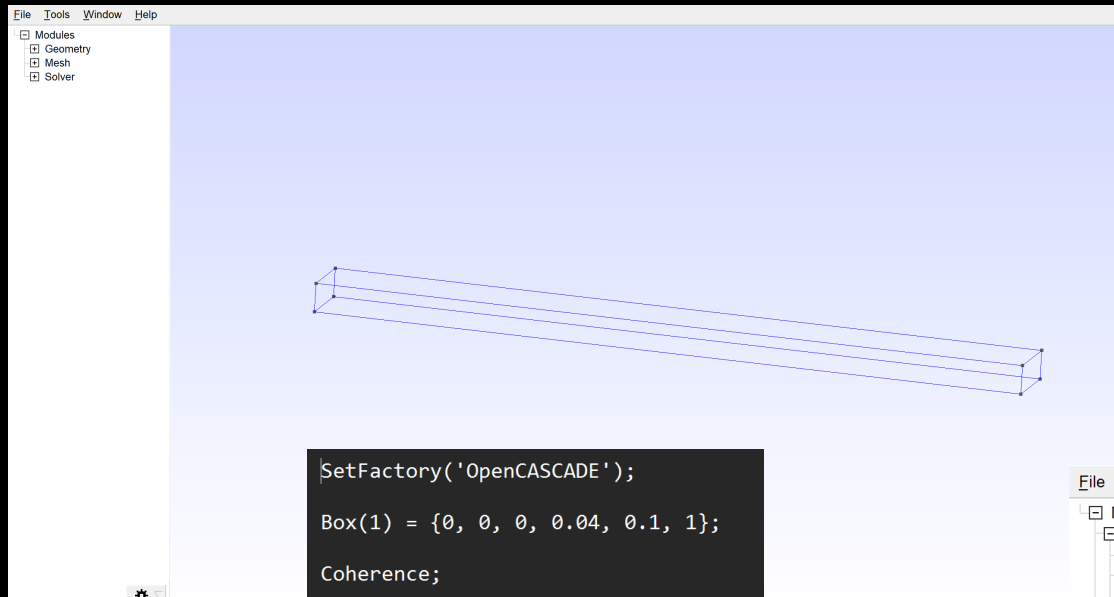 File Tools Window Help
Modules
Geometry
Mesh
Solver
SetFactory('OpenCASCADE');
Box(1) = {0, 0, 0, 0.04, 0.1, 1};
Coherence;
File